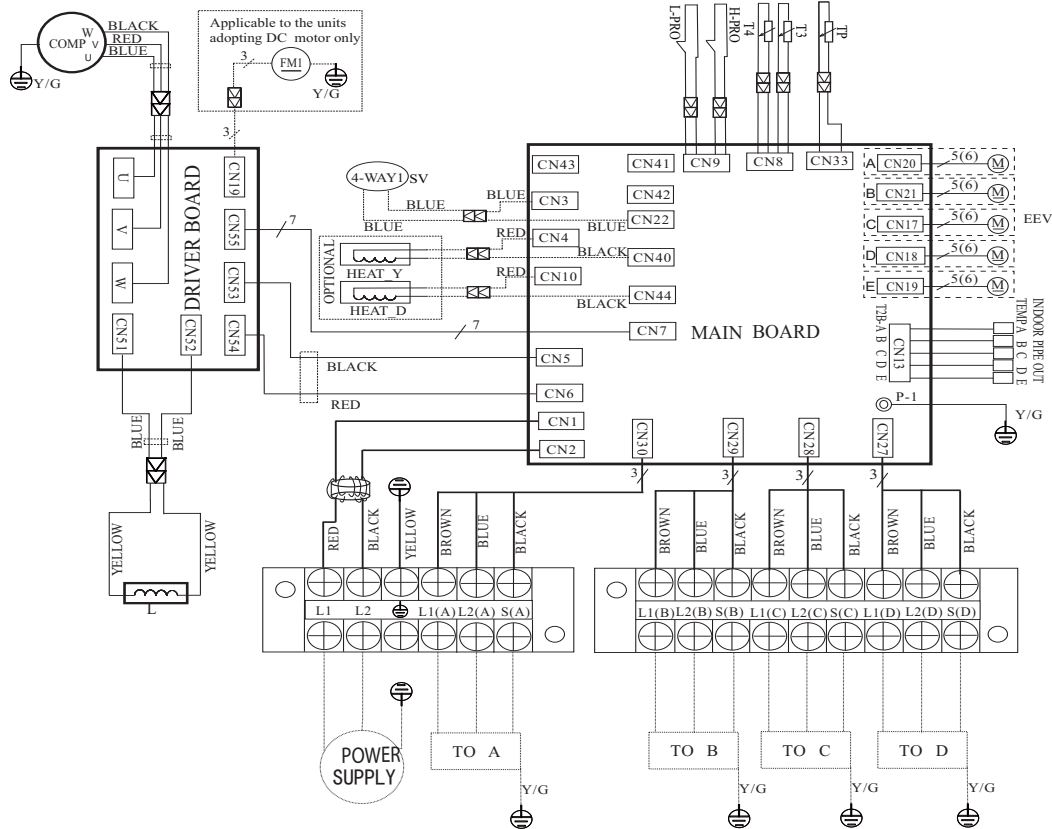 BLACK
RED
BLUE
COMP
W
V
U
Y/G
Applicable to the units
adopting DC motor only
3
FM1
Y/G
3
L-PRO
H-PRO
T4
T3
TP
DRIVER BOARD
U
V
W
CN19
CN55
CN53
CN54
CN51
CN52
7
4-WAY1
SV
BLUE
BLUE
BLUE
OPTIONAL
HEAT_Y
HEAT_D
RED
BLACK
RED
BLACK
7
BLACK
RED
MAIN BOARD
CN43
CN41
CN9
CN8
CN33
CN3
CN42
CN22
CN4
CN40
CN10
CN44
CN7
CN5
CN6
CN1
CN2
CN30
CN29
CN28
CN27
A CN20 5(6) M
B CN21 5(6) M
C CN17 5(6) M
D CN18 5(6) M
E CN19 5(6) M
EEV
T2B-A
B
C
D
E
CN13
A
B
C
D
E
INDOOR PIPE OUT
TEMP.
P-1
Y/G
BLUE
BLUE
YELLOW
YELLOW
L
3
3
3
3
RED
BLACK
YELLOW
BROWN
BLUE
BLACK
BROWN
BLUE
BLACK
BROWN
BLUE
BLACK
BROWN
BLUE
BLACK
L1 L2 L1(A) L2(A) S(A)
L1(B) L2(B) S(B) L1(C) L2(C) S(C) L1(D) L2(D) S(D)
POWER
SUPPLY
TO A
TO B
TO C
TO D
Y/G
Y/G
Y/G
Y/G